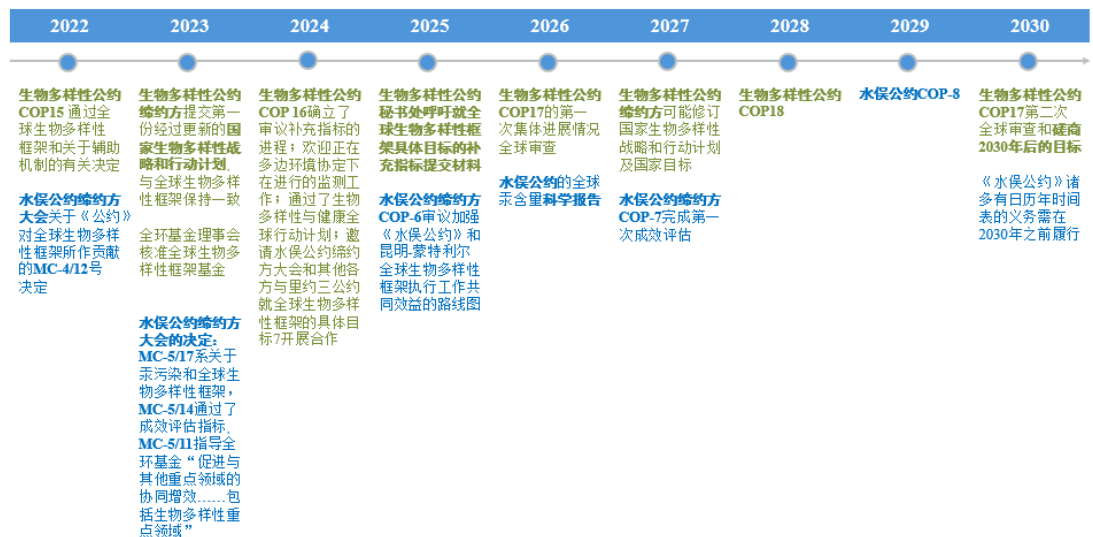 2022
2023
2024
2025
2026
2027
2028
2029
2030
生物多样性公约
COP15 通过全
球生物多样性
框架和关于辅助
机制的有关决定
水俣公约缔约方
大会关于《公约》
对全球生物多样
性框架所作贡献
的MC-4/12号
决定
生物多样性公约
缔约方提交第一
份经过更新的国
家生物多样性战
略和行动计划,
与全球生物多样
性框架保持一致
全环基金理事会
核准全球生物多
样性框架基金
水俣公约缔约方
大会的决定:
MC-5/17系关于
汞污染和全球生
物多样性框架,
MC-5/14通过了
成效评估指标,
MC-5/11指导全
环基金“促进与
其他重点领域的
协同增效……包
括生物多样性重
点领域”
生物多样性公约
COP 16确立了
审议补充指标的
进程；欢迎正在
多边环境协定下
在进行的监测工
作；通过了生物
多样性与健康全
球行动计划；邀
请水俣公约缔约
方大会和其他各
方与里约三公约
就全球生物多样
性框架的具体目
标7开展合作
生物多样性公约
秘书处呼吁就全
球生物多样性框
架具体目标的补
充指标提交材料
水俣公约缔约方
COP-6审议加强
《水俣公约》和
昆明-蒙特利尔
全球生物多样性
框架执行工作共
同效益的路线图
生物多样性公约
COP17的第一
次集体进展情况
全球审查
水俣公约的全球
汞含量科学报告
生物多样性公约
缔约方可能修订
国家生物多样性
战略和行动计划
及国家目标
水俣公约缔约方
COP-7完成第一
次成效评估
生物多样性公约
COP18
水俣公约COP-8
生物多样性公约
COP17第二次
全球审查和磋商
2030年后的目标
《水俣公约》诸
多有日历年时间
表的义务需在
2030年之前履行